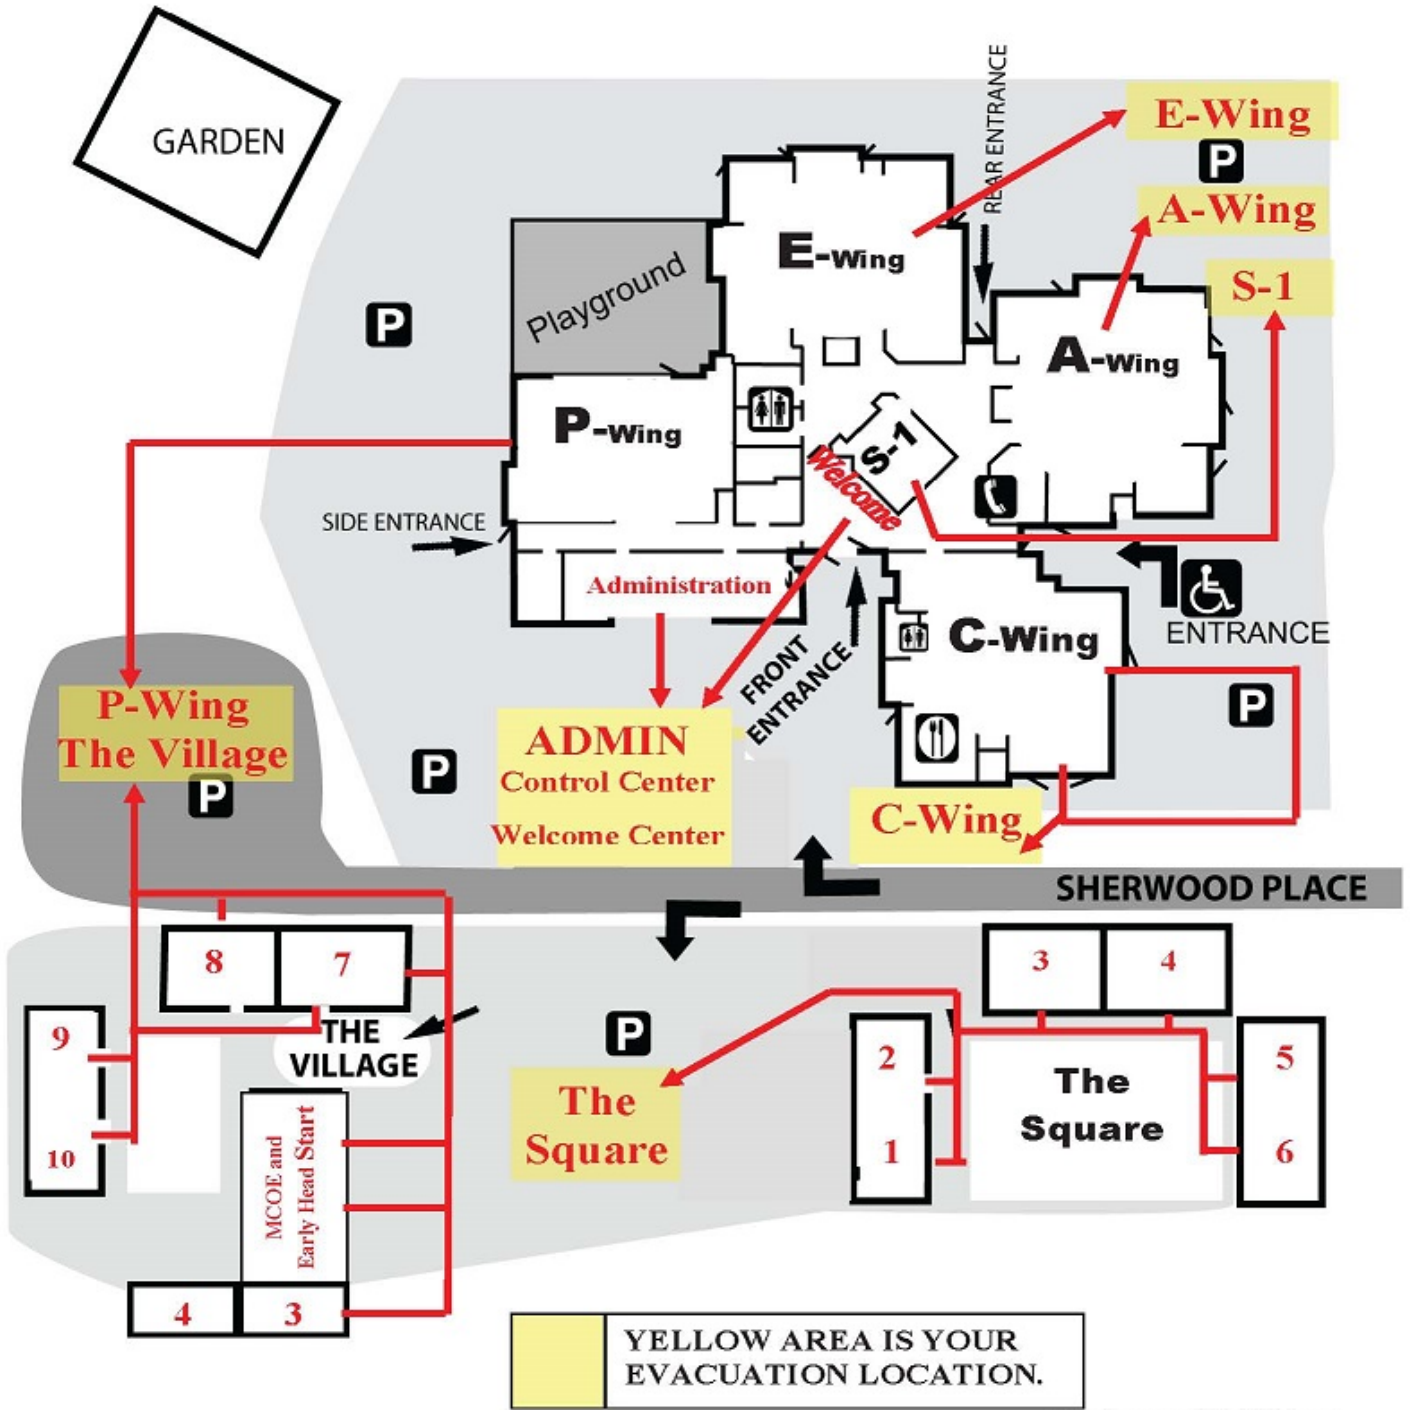 GARDEN
REAR ENTRANCE
E-Wing
P
A-Wing
S-1
E-Wing
Playground
P
A-Wing
P-Wing
S-1
Welcome
SIDE ENTRANCE
Administration
ENTRANCE
C-Wing
FRONT
ENTRANCE
P-Wing
The Village
P
P
P
ADMIN
Control Center
Welcome Center
C-Wing
SHERWOOD PLACE
8
7
3
4
9
10
THE
VILLAGE
P
The
Square
2
1
The
Square
5
6
MCOE and
Early Head Start
4
3
YELLOW AREA IS YOUR
EVACUATION LOCATION.